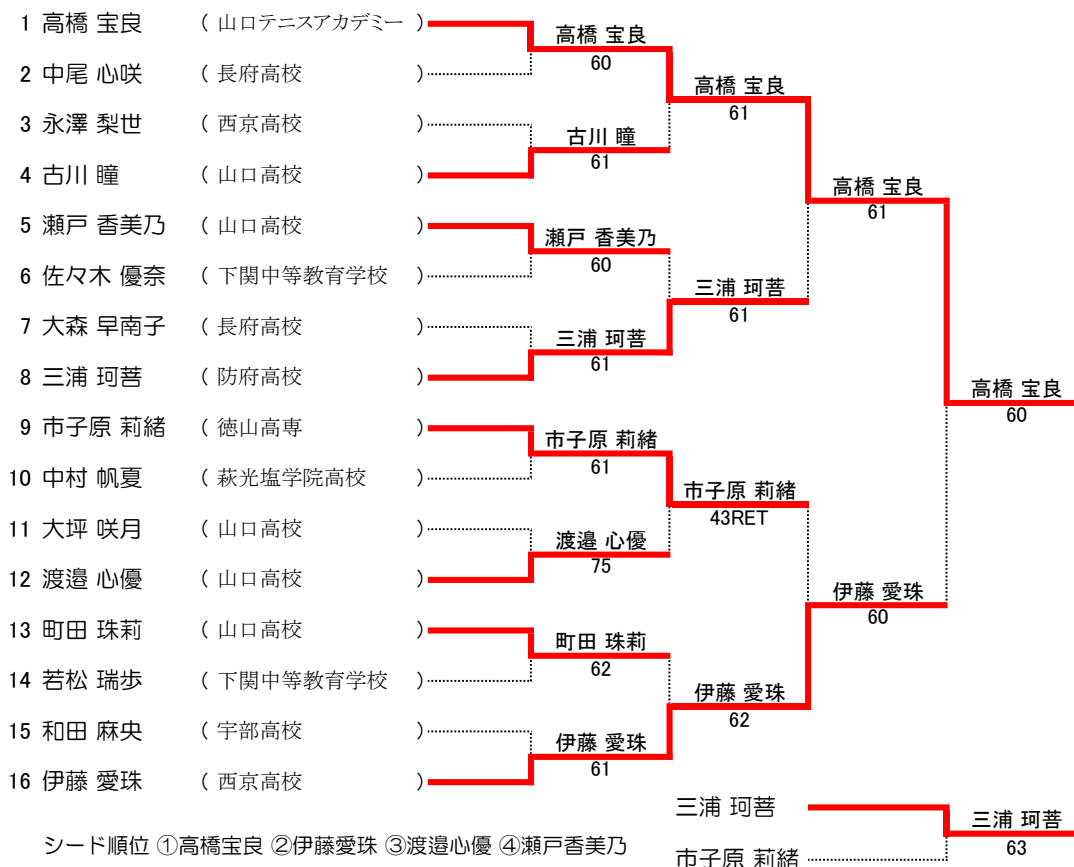 1 高橋 宝良 （ 山口テニスアカデミー ）
2 中尾 心咲 （ 長府高校 ）
3 永澤 梨世 （ 西京高校 ）
4 古川 瞳 （ 山口高校 ）
5 瀬戸 香美乃 （ 山口高校 ）
6 佐々木 優奈 （ 下関中等教育学校 ）
7 大森 早南子 （ 長府高校 ）
8 三浦 珂菩 （ 防府高校 ）
9 市子原 莉緒 （ 徳山高専 ）
10 中村 帆夏 （ 萩光塩学院高校 ）
11 大坪 咲月 （ 山口高校 ）
12 渡邉 心優 （ 山口高校 ）
13 町田 珠莉 （ 山口高校 ）
14 若松 瑞歩 （ 下関中等教育学校 ）
15 和田 麻央 （ 宇部高校 ）
16 伊藤 愛珠 （ 西京高校 ）
高橋 宝良
60
古川 瞳
61
瀬戸 香美乃
60
三浦 珂菩
61
市子原 莉緒
61
渡邉 心優
75
町田 珠莉
62
伊藤 愛珠
61
高橋 宝良
61
三浦 珂菩
61
市子原 莉緒
43RET
伊藤 愛珠
62
高橋 宝良
61
伊藤 愛珠
60
高橋 宝良
60
三浦 珂菩
市子原 莉緒
三浦 珂菩
63
シード順位 ①高橋宝良 ②伊藤愛珠 ③渡邉心優 ④瀬戸香美乃